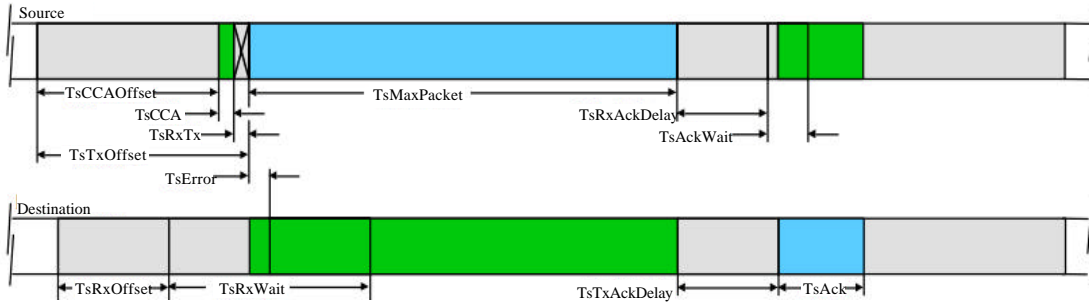 Source
TsCCAOffset
TsMaxPacket
TsCCA
TsRxAckDelay
TsRxTx
TsAckWait
TsTxOffset
TsError
Destination
TsRxOffset
TsRxWait
TsTxAckDelay
TsAck